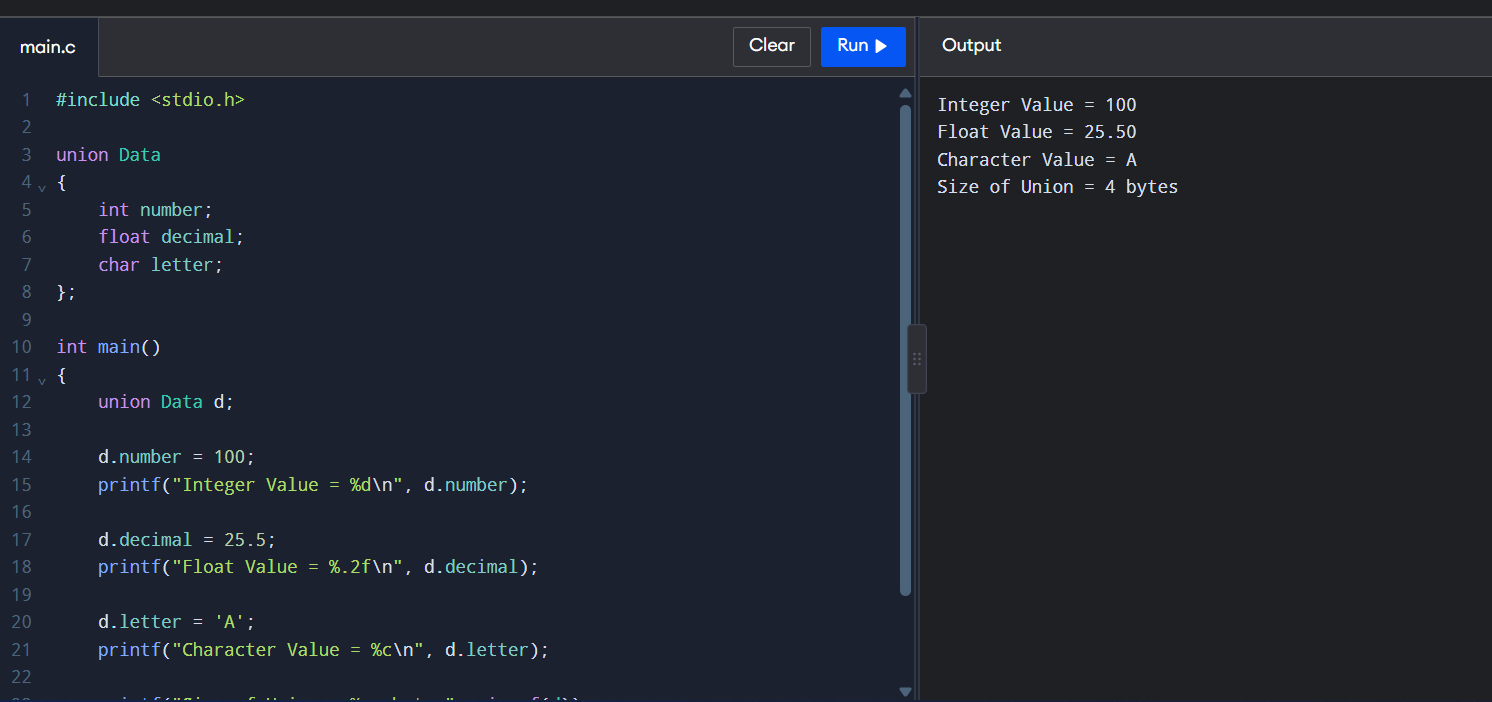 main.c
Clear
Run
Output
1 #include <stdio.h>
2
3 union Data
4 {
5     int number;
6     float decimal;
7     char letter;
8 };
9
10 int main()
11 {
12     union Data d;
13
14     d.number = 100;
15     printf("Integer Value = %d\n", d.number);
16
17     d.decimal = 25.5;
18     printf("Float Value = %.2f\n", d.decimal);
19
20     d.letter = 'A';
21     printf("Character Value = %c\n", d.letter);
22
Integer Value = 100
Float Value = 25.50
Character Value = A
Size of Union = 4 bytes